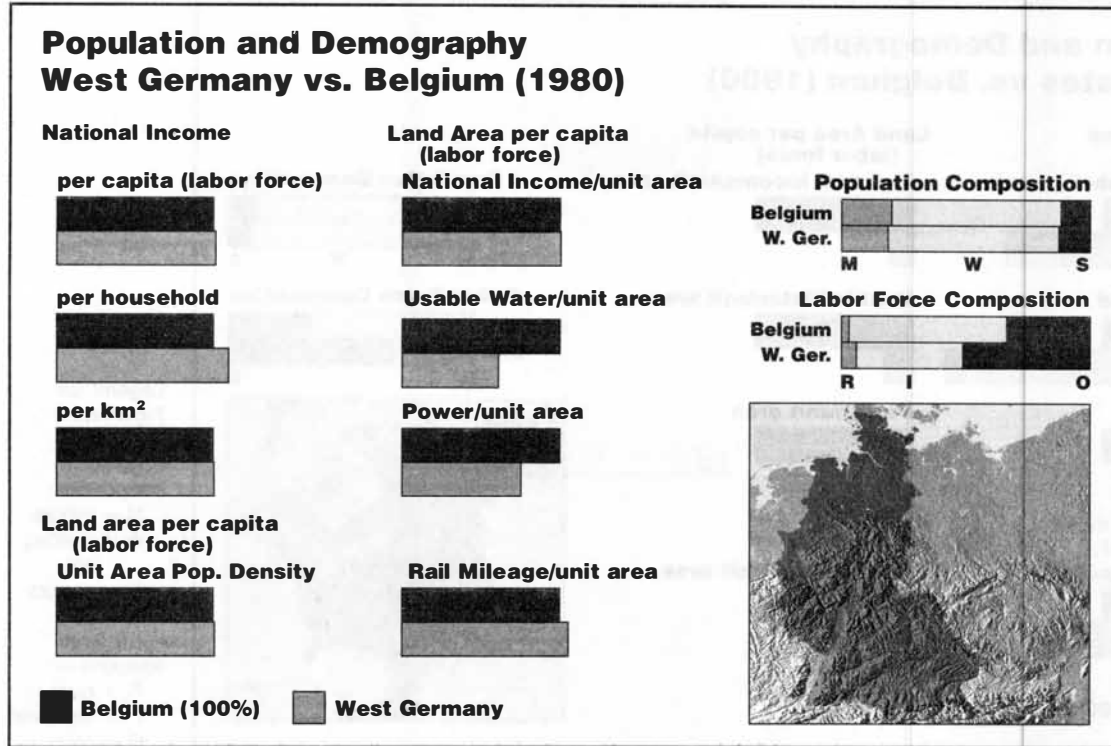 Population and Demography
West Germany vs. Belgium (1980)
National Income
per capita (labor force)
per household
per km²
Land area per capita
(labor force)
Unit Area Pop. Density
Land Area per capita
(labor force)
National Income/unit area
Usable Water/unit area
Power/unit area
Rail Mileage/unit area
Population Composition
Belgium
W. Ger.
M W S
Labor Force Composition
Belgium
W. Ger.
R I O
Belgium (100%)
West Germany